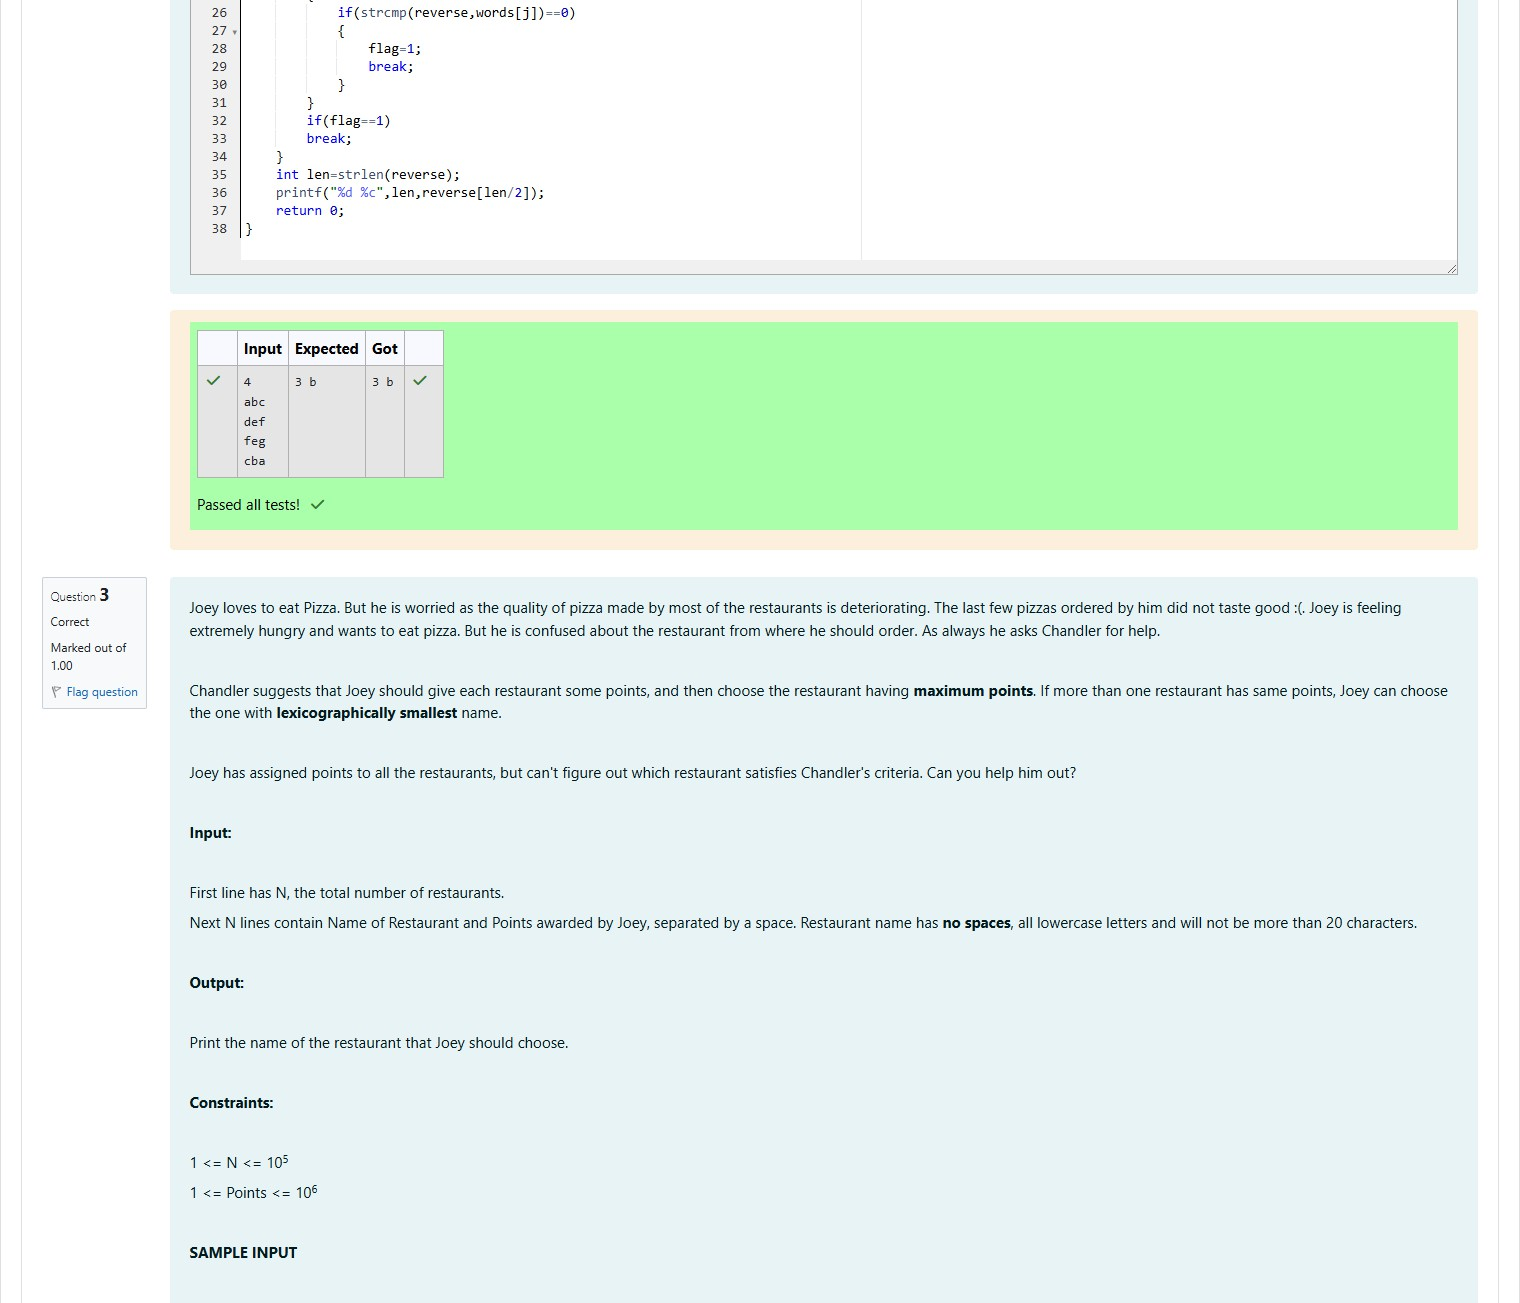 26 if(strcmp(reverse,words[j])==0)
27 {
28 flag=1;
29 break;
30 }
31 }
32 if(flag==1)
33 break;
34 }
35 int len=strlen(reverse);
36 printf("%d %c",len,reverse[len/2]);
37 return 0;
38 }
Input Expected Got
4 3 b 3 b
abc
def
feg
cba
Passed all tests!
Question 3
Correct
Marked out of
1.00
Flag question
Joey loves to eat Pizza. But he is worried as the quality of pizza made by most of the restaurants is deteriorating. The last few pizzas ordered by him did not taste good :(. Joey is feeling
extremely hungry and wants to eat pizza. But he is confused about the restaurant from where he should order. As always he asks Chandler for help.
Chandler suggests that Joey should give each restaurant some points, and then choose the restaurant having maximum points. If more than one restaurant has same points, Joey can choose
the one with lexicographically smallest name.
Joey has assigned points to all the restaurants, but can't figure out which restaurant satisfies Chandler's criteria. Can you help him out?
Input:
First line has N, the total number of restaurants.
Next N lines contain Name of Restaurant and Points awarded by Joey, separated by a space. Restaurant name has no spaces, all lowercase letters and will not be more than 20 characters.
Output:
Print the name of the restaurant that Joey should choose.
Constraints:
1 <= N <= 10⁵
1 <= Points <= 10⁶
SAMPLE INPUT